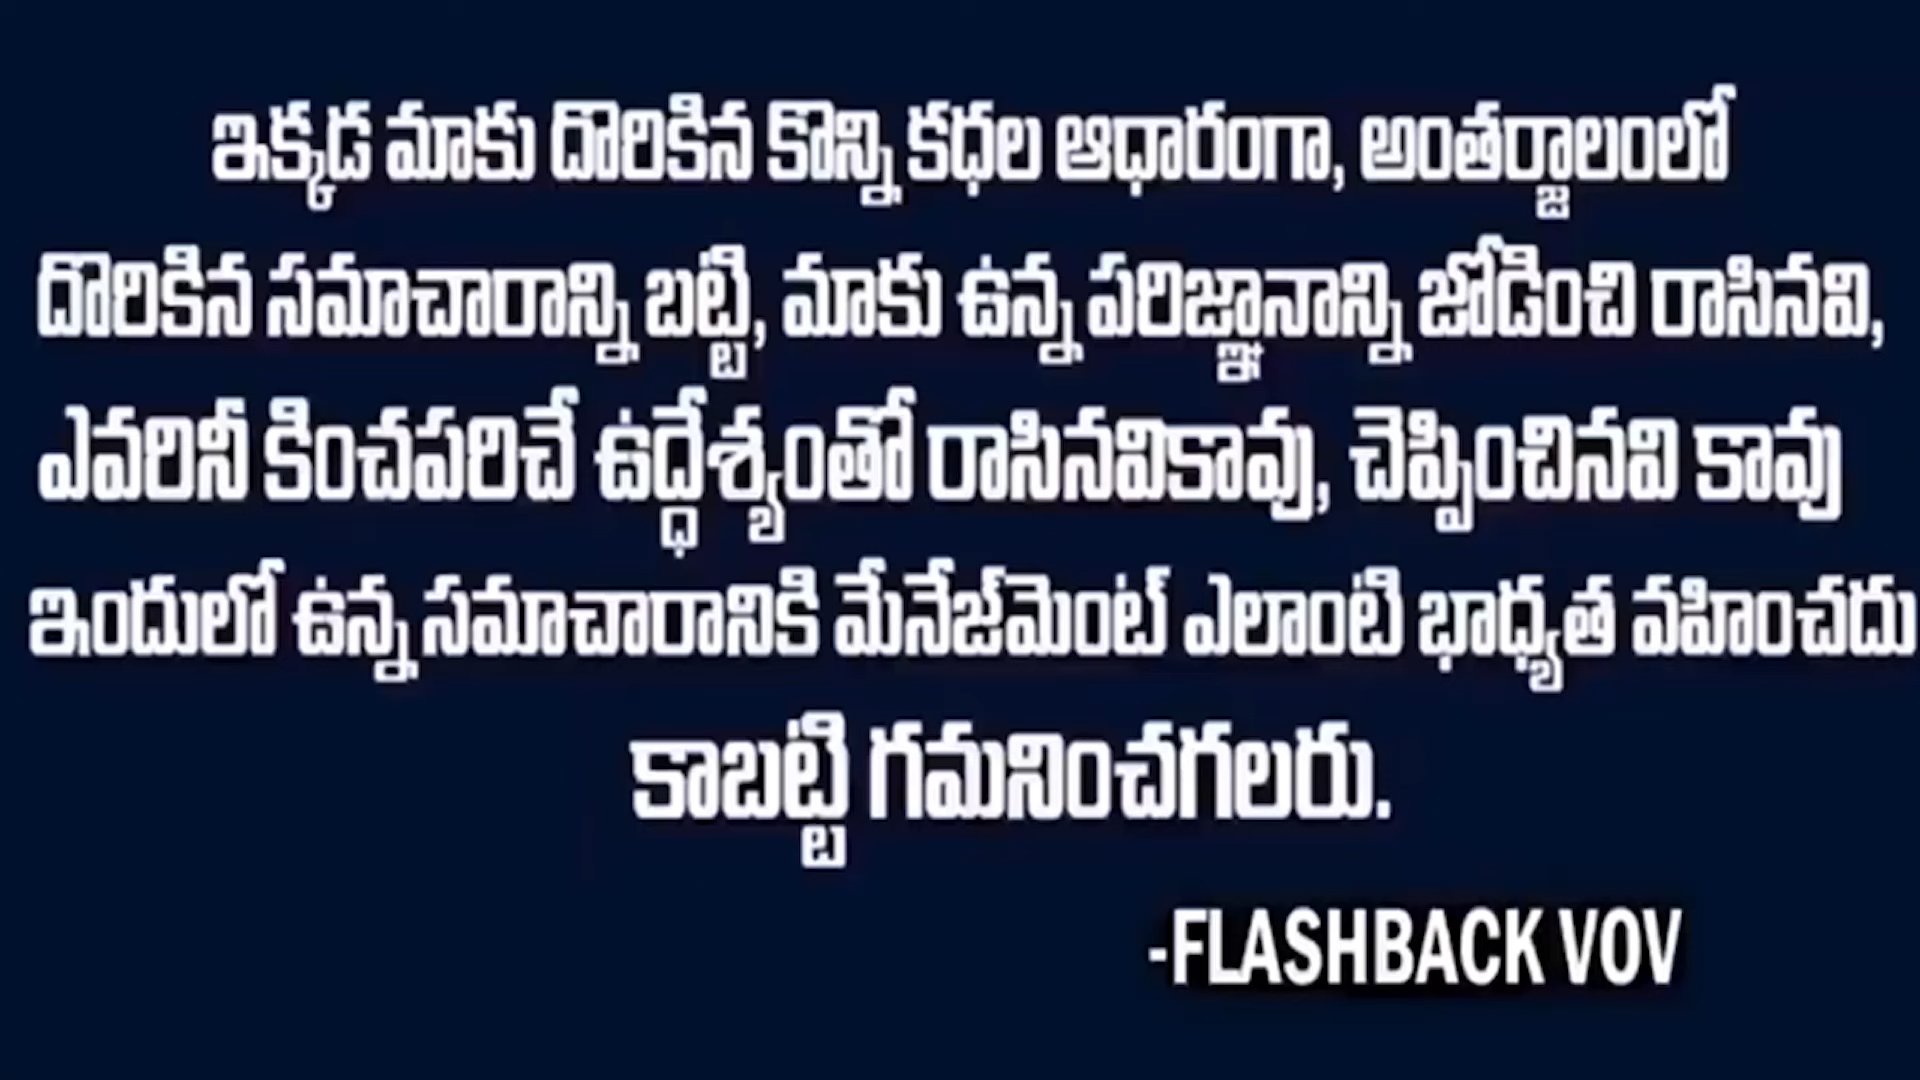 ఇక్కడ మాకు దొరికిన కొన్ని కధల ఆధారంగా, అంతర్జాలంలో
దొరికిన సమాచారాన్ని బట్టి, మాకు ఉన్న పరిజ్ఞానాన్ని జోడించి రాసినవి,
ఎవరినీ కించపరిచే ఉద్ధేశ్యంతో రాసినవికావు, చెప్పించినవి కావు
ఇందులో ఉన్న సమాచారానికి మేనేజ్‌మెంట్ ఎలాంటి భాధ్యత వహించదు
కాబట్టి గమనించగలరు.
-FLASHBACK VOV